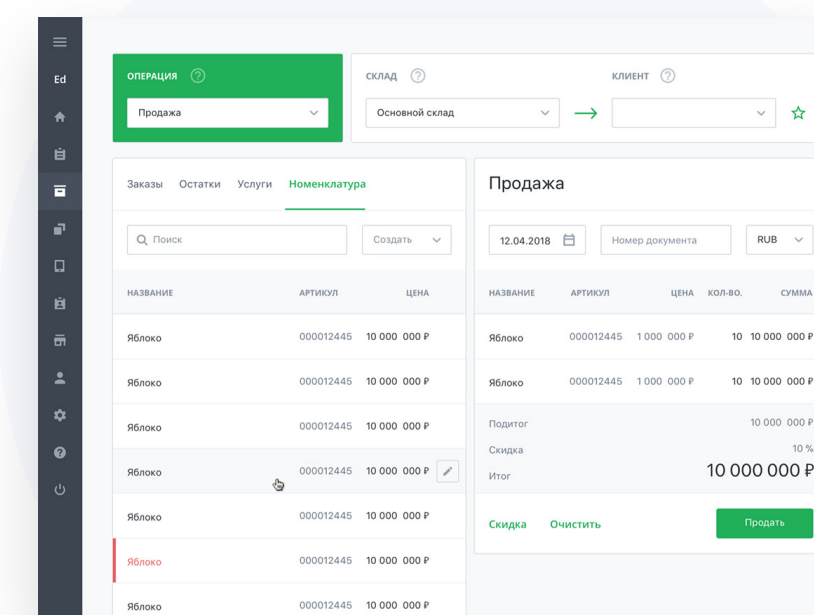 Ed
ОПЕРАЦИЯ ?
СКЛАД ?
КЛИЕНТ ?
Продажа
Основной склад
Заказы Остатки Услуги Номенклатура
Поиск
Создать
НАЗВАНИЕ АРТИКУЛ ЦЕНА
Яблоко 000012445 10 000 000 ₽
Яблоко 000012445 10 000 000 ₽
Яблоко 000012445 10 000 000 ₽
Яблоко 000012445 10 000 000 ₽
Яблоко 000012445 10 000 000 ₽
Яблоко 000012445 10 000 000 ₽
Яблоко 000012445 10 000 000 ₽
Продажа
12.04.2018
Номер документа
RUB
НАЗВАНИЕ АРТИКУЛ ЦЕНА КОЛ-ВО. СУММА
Яблоко 000012445 1 000 000 ₽ 10 10 000 000 ₽
Яблоко 000012445 1 000 000 ₽ 10 10 000 000 ₽
Подитог 10 000 000 ₽
Скидка 10 %
Итог 10 000 000 ₽
Скидка Очистить Продать